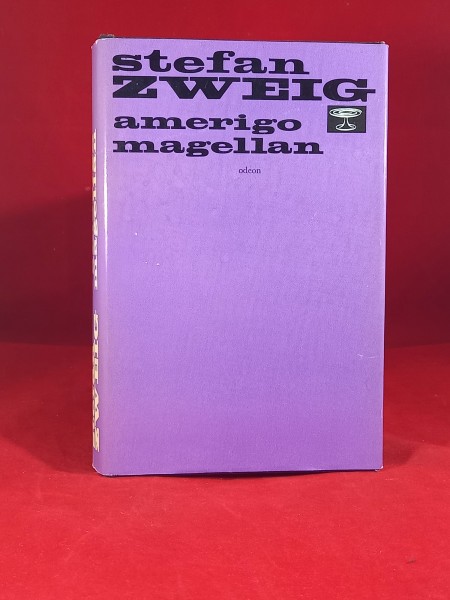 stefan
ZWEIG
amerigo
magellan
odeon